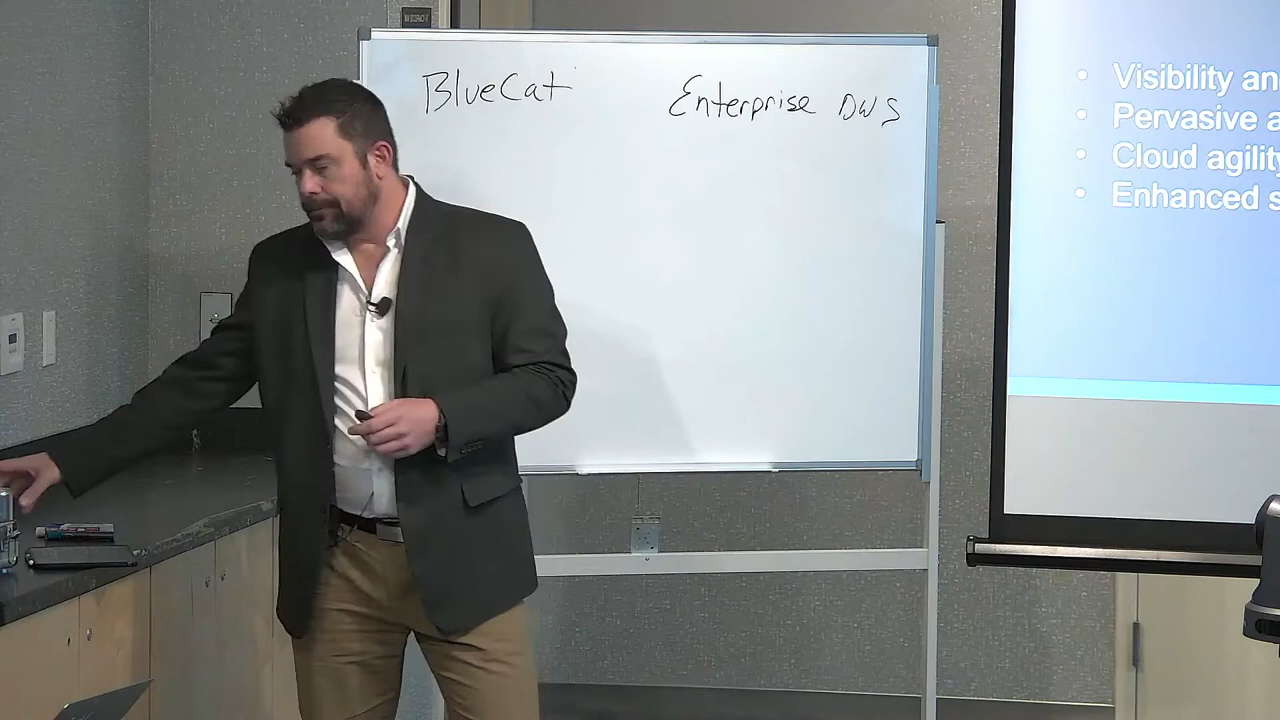 BlueCat Enterprise DNS
• Visibility an
• Pervasive a
• Cloud agility
• Enhanced s